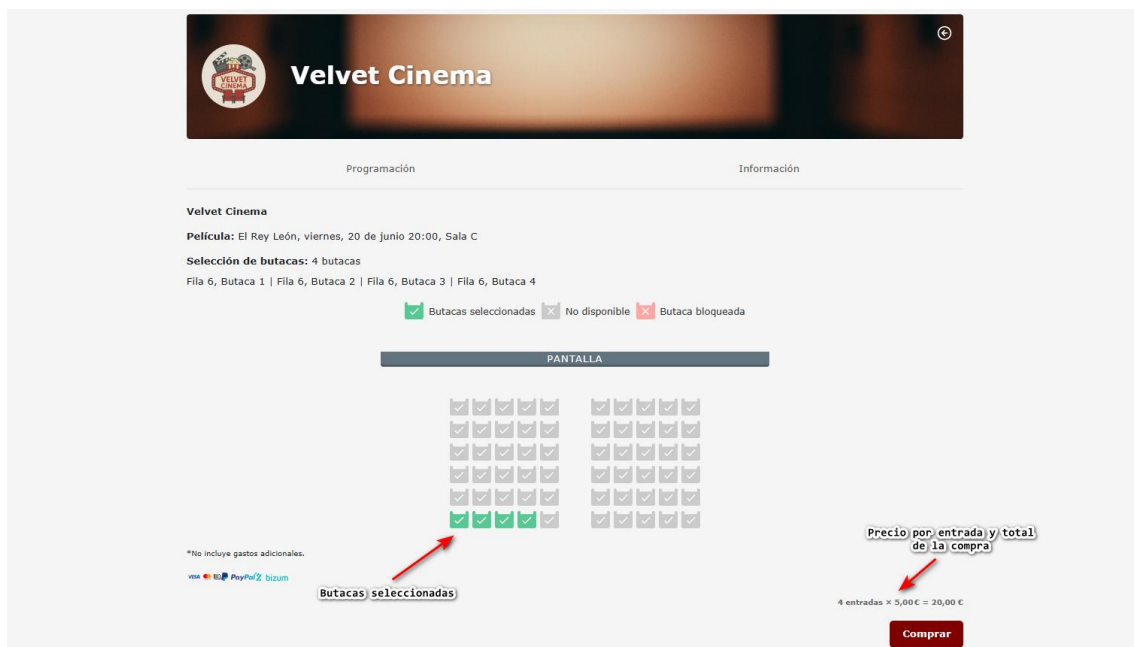 VELVET
CINEMA
Velvet Cinema
Programación
Información
Velvet Cinema
Película: El Rey León, viernes, 20 de junio 20:00, Sala C
Selección de butacas: 4 butacas
Fila 6, Butaca 1 | Fila 6, Butaca 2 | Fila 6, Butaca 3 | Fila 6, Butaca 4
Butacas seleccionadas No disponible Butaca bloqueada
PANTALLA
Precio por entrada y total
de la compra
*No incluye gastos adicionales.
VISA PayPal bizum
Butacas seleccionadas
4 entradas × 5,00€ = 20,00 €
Comprar